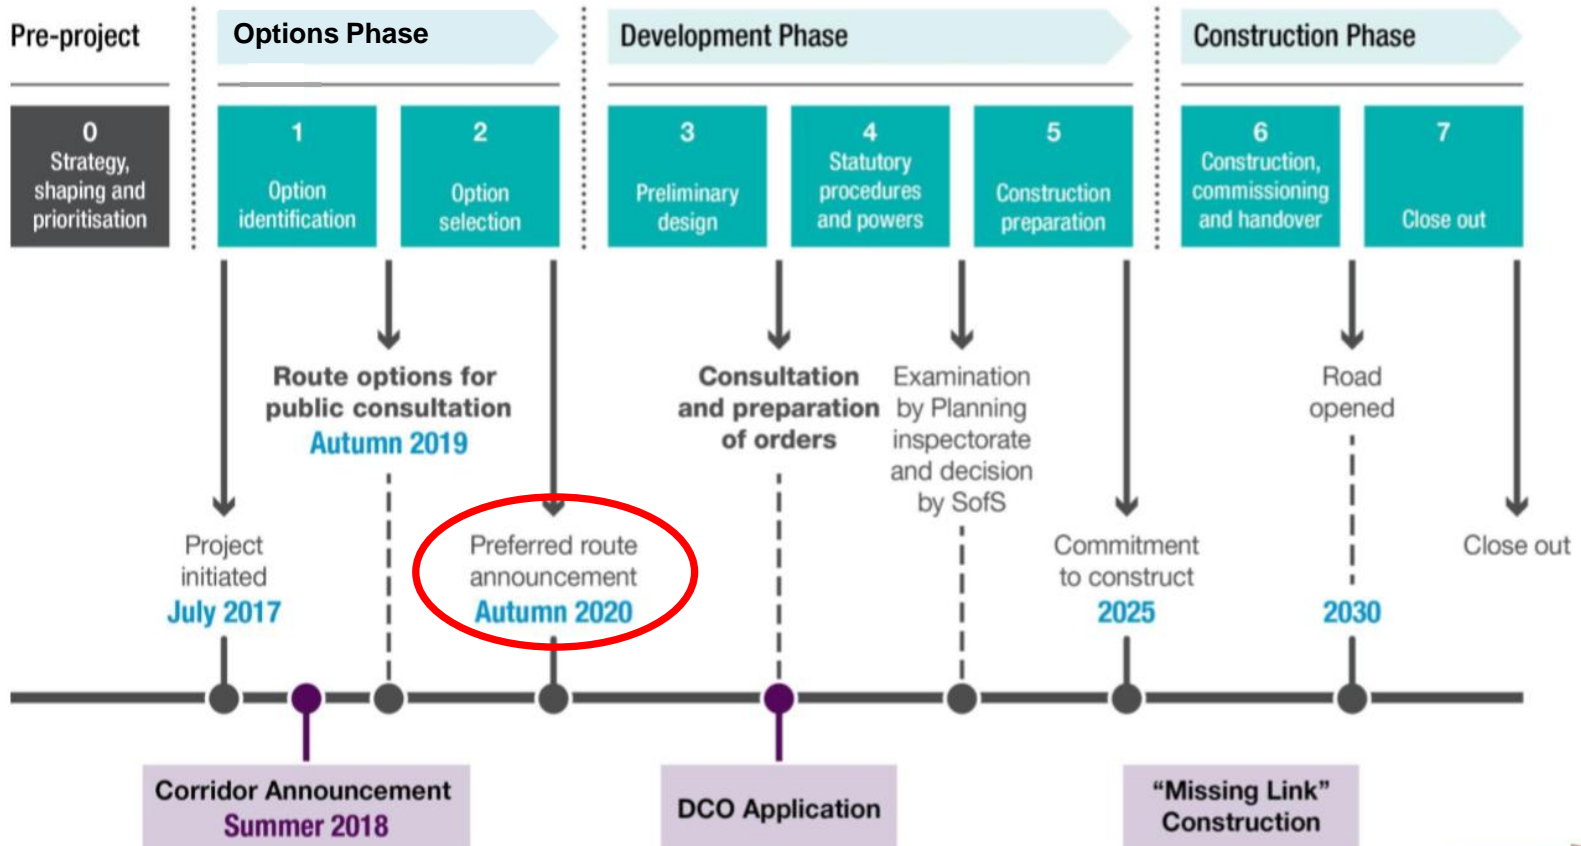 Pre-project
Options Phase
Development Phase
Construction Phase
0
Strategy,
shaping and
prioritisation
1
Option
identification
2
Option
selection
3
Preliminary
design
4
Statutory
procedures
and powers
5
Construction
preparation
6
Construction,
commissioning
and handover
7
Close out
Route options for
public consultation
Autumn 2019
Consultation
and preparation
of orders
Examination
by Planning
inspectorate
and decision
by SofS
Road
opened
2030
Project
initiated
July 2017
Preferred route
announcement
Autumn 2020
Commitment
to construct
2025
Close out
Corridor Announcement
Summer 2018
DCO Application
“Missing Link”
Construction